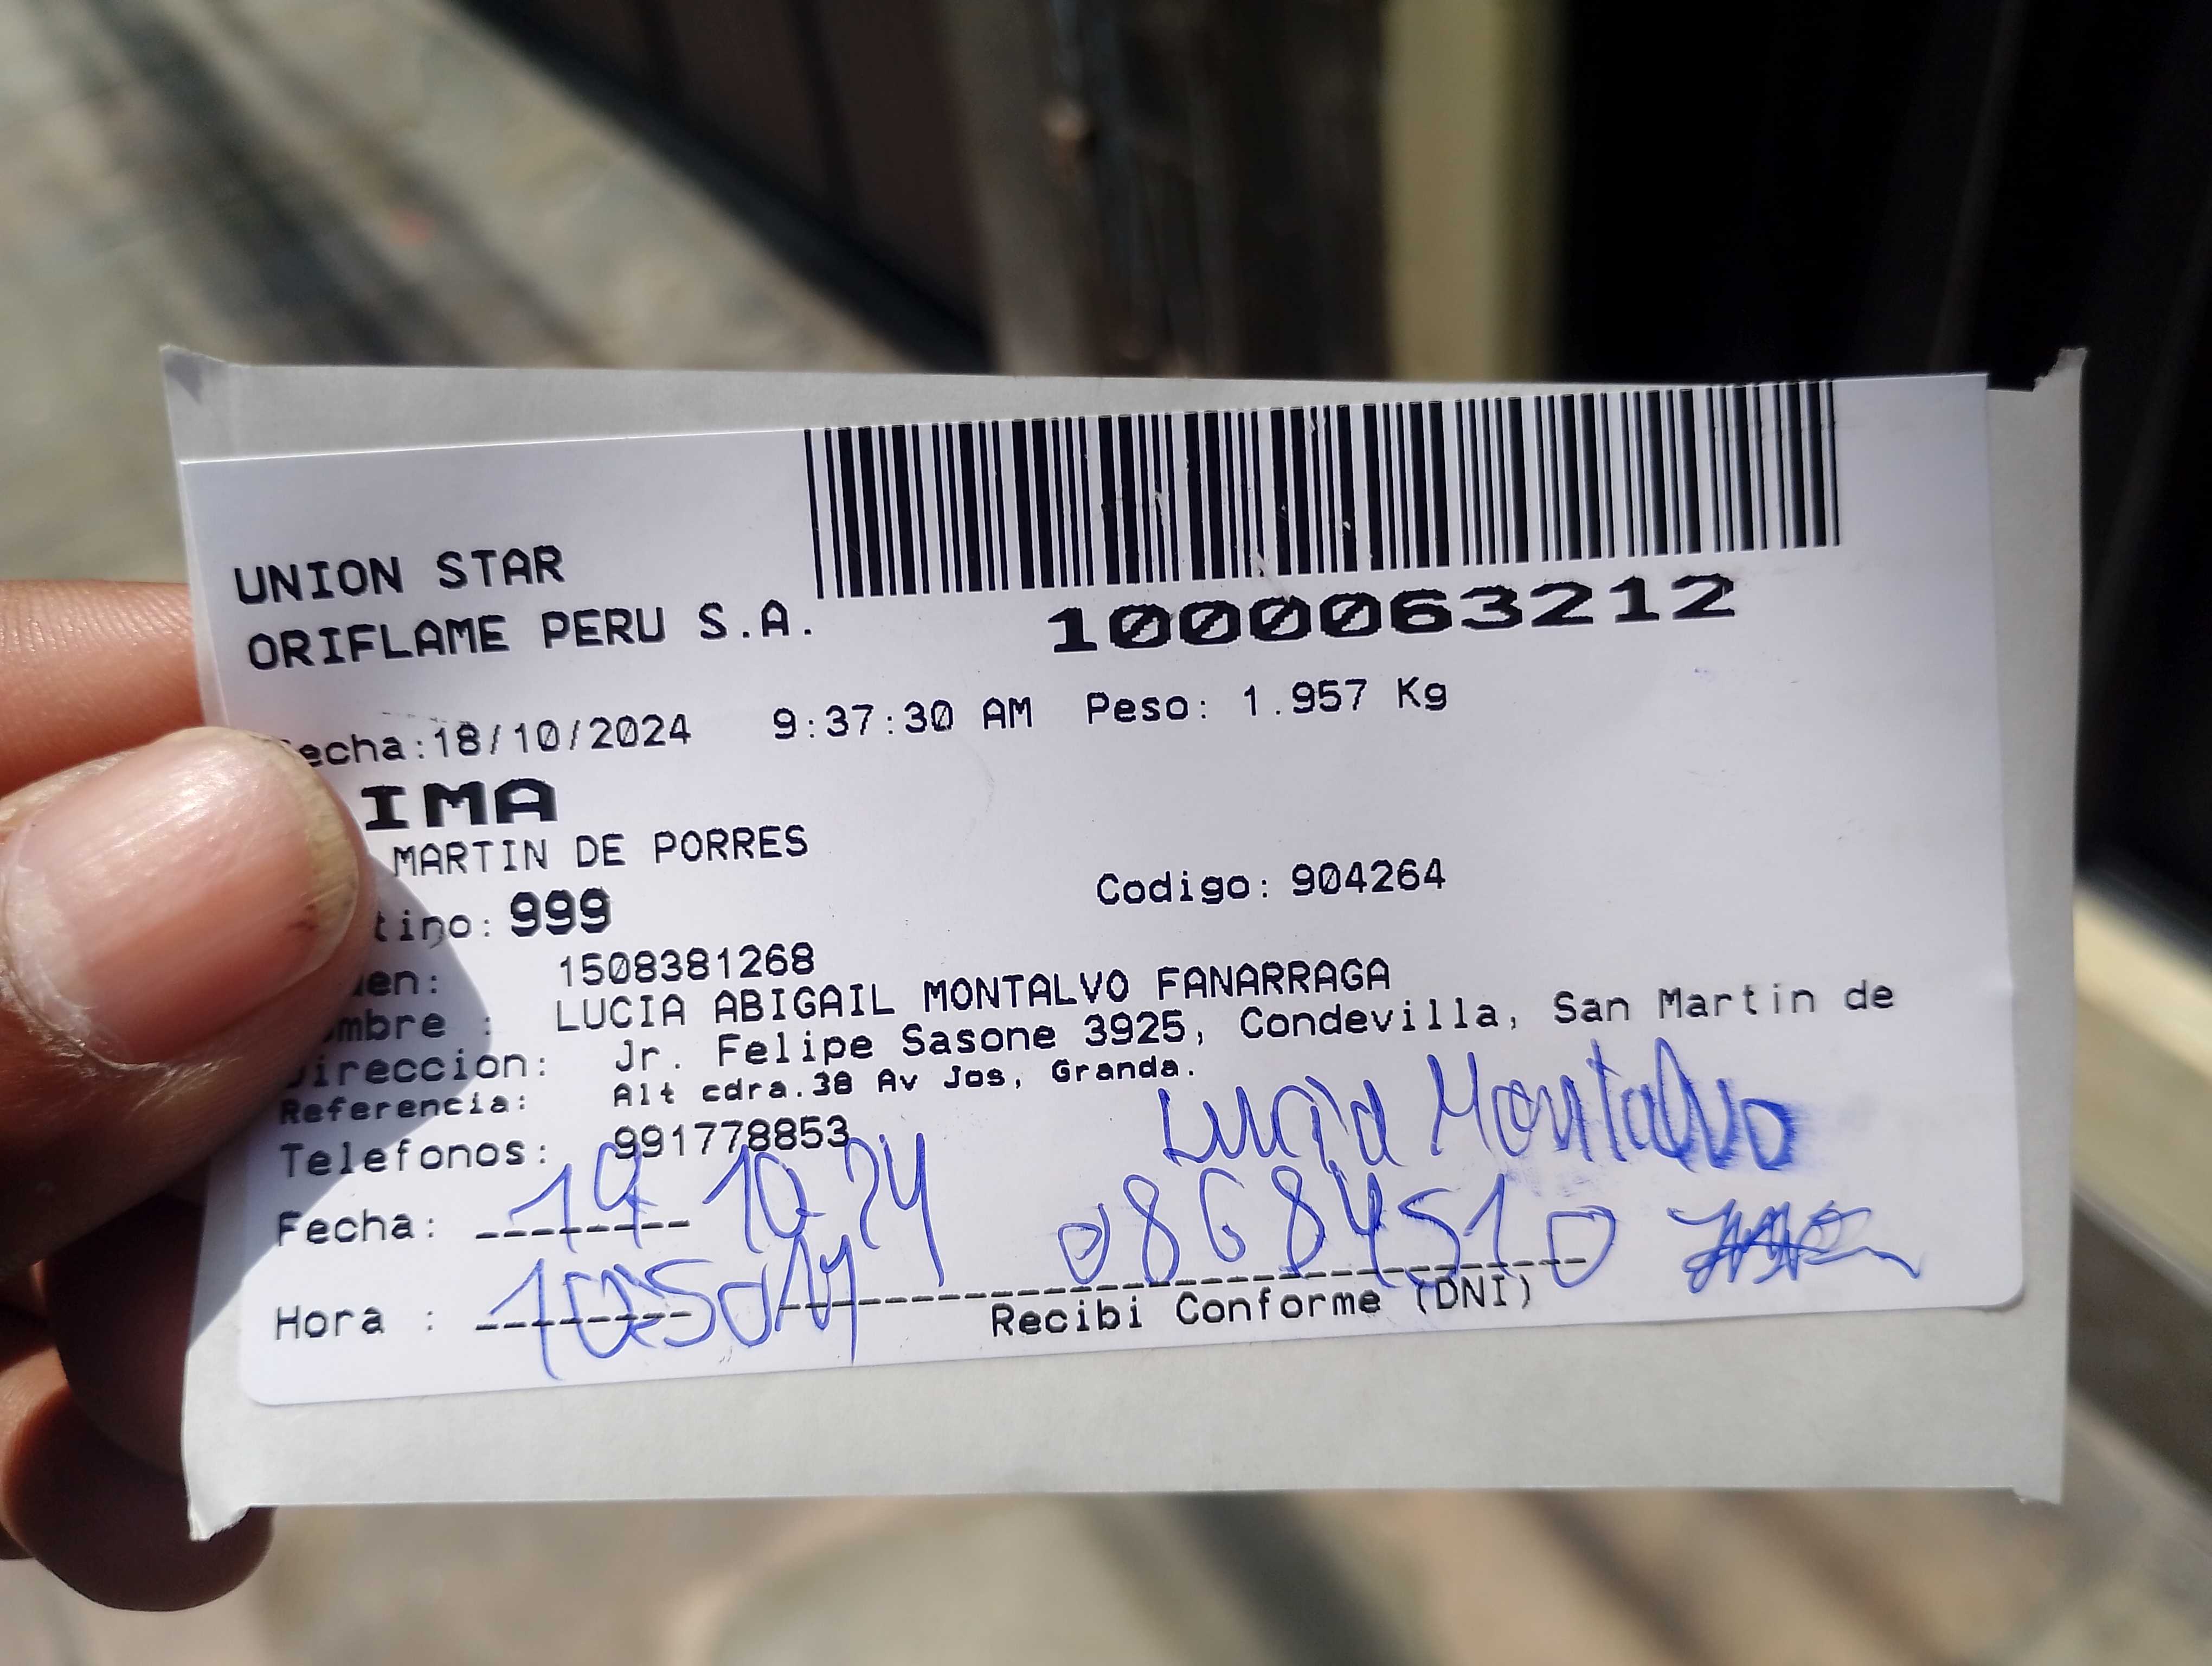 UNION STAR
ORIFLAME PERU S.A.
1000063212
echa:18/10/2024 9:37:30 AM Peso: 1.957 Kg
IMA
MARTIN DE PORRES
tino: 999 Codigo: 904264
en: 1508381268
mbre : LUCIA ABIGAIL MONTALVO FANARRAGA
Direccion: Jr. Felipe Sasone 3925, Condevilla, San Martin de
Referencia: Alt cdra.38 Av Jos, Granda.
Telefonos: 991778853
Lucia Montalvo
Fecha: 19 10 24
08684510
Hora :
Recibi Conforme (DNI)